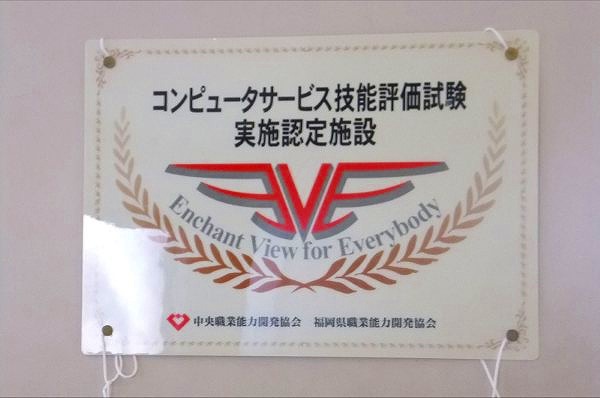 コンピュータサービス技能評価試験
実施認定施設
EVE
Enchant View for Everybody
中央職業能力開発協会　福岡県職業能力開発協会